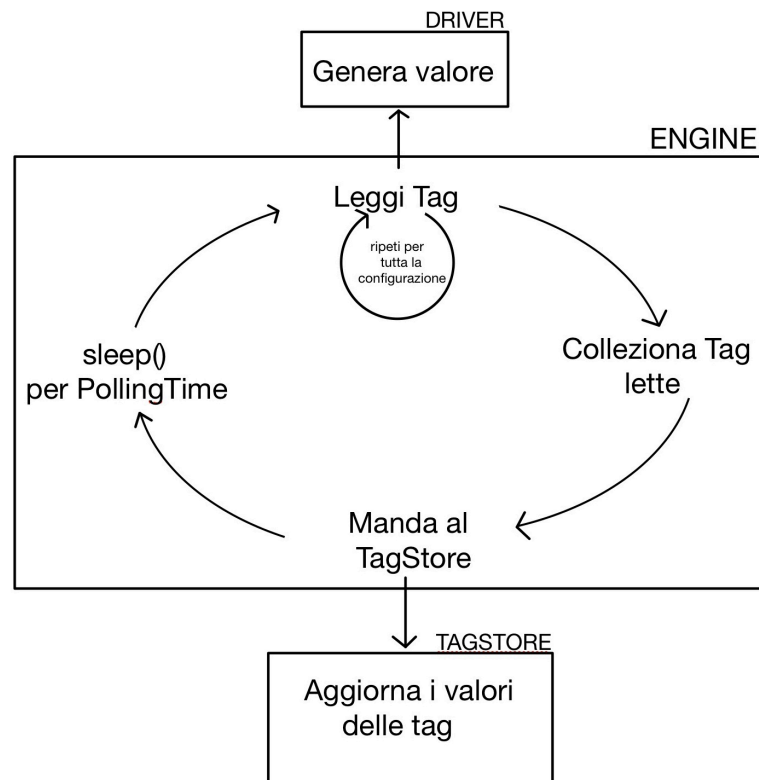 DRIVER
Genera valore
ENGINE
Leggi Tag
ripeti per
tutta la
configurazione
Colleziona Tag
lette
sleep()
per PollingTime
Manda al
TagStore
TAGSTORE
Aggiorna i valori
delle tag